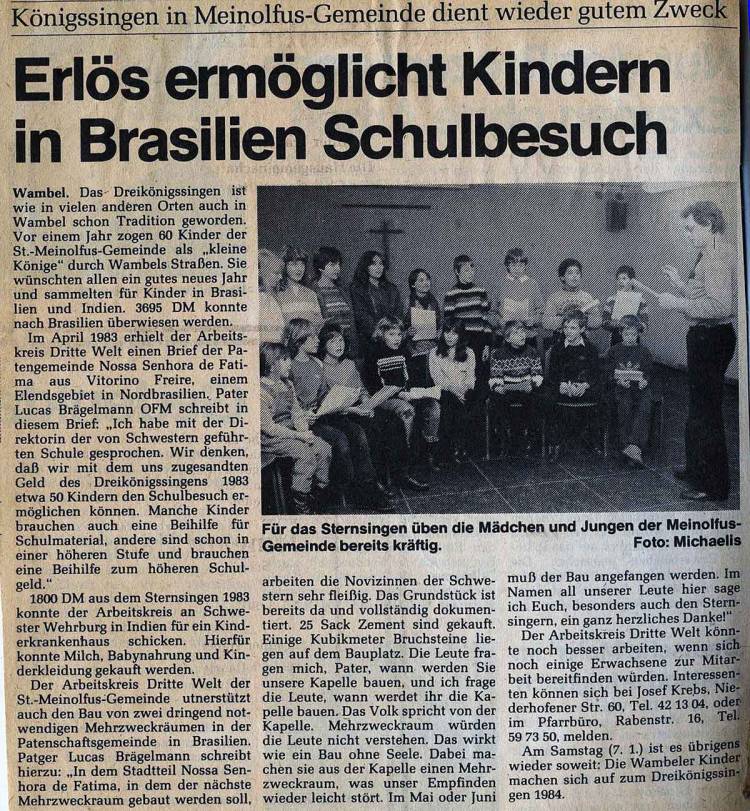 Königssingen in Meinolfus-Gemeinde dient wieder gutem Zweck
Erlös ermöglicht Kindern
in Brasilien Schulbesuch
Wambel. Das Dreikönigssingen ist
wie in vielen anderen Orten auch in
Wambel schon Tradition geworden.
Vor einem Jahr zogen 60 Kinder der
St.-Meinolfus-Gemeinde als „kleine
Könige“ durch Wambels Straßen. Sie
wünschten allen ein gutes neues Jahr
und sammelten für Kinder in Brasi-
lien und Indien. 3695 DM konnte
nach Brasilien überwiesen werden.
Im April 1983 erhielt der Arbeits-
kreis Dritte Welt einen Brief der Pa-
tengemeinde Nossa Senhora de Fati-
ma aus Vitorino Freire, einem
Elendsgebiet in Nordbrasilien. Pater
Lucas Brägelmann OFM schreibt in
diesem Brief: „Ich habe mit der Di-
rektorin der von Schwestern geführ-
ten Schule gesprochen. Wir denken,
daß wir mit dem uns zugesandten
Geld des Dreikönigssingens 1983
etwa 50 Kindern den Schulbesuch er-
möglichen können. Manche Kinder
brauchen auch eine Beihilfe für
Schulmaterial, andere sind schon in
einer höheren Stufe und brauchen
eine Beihilfe zum höheren Schul-
geld.“
1800 DM aus dem Sternsingen 1983
konnte der Arbeitskreis an Schwe-
ster Wehrburg in Indien für ein Kind-
erkrankenhaus schicken. Hierfür
konnte Milch, Babynahrung und Kin-
derkleidung gekauft werden.
Der Arbeitskreis Dritte Welt der
St.-Meinolfus-Gemeinde utnerstützt
auch den Bau von zwei dringend not-
wendigen Mehrzweckräumen in der
Patenschaftsgemeinde in Brasilien.
Patger Lucas Brägelmann schreibt
hierzu: „In dem Stadtteil Nossa Sen-
hora de Fatima, in dem der nächste
Mehrzweckraum gebaut werden soll,
Für das Sternsingen üben die Mädchen und Jungen der Meinolfus-
Gemeinde bereits kräftig. Foto: Michaelis
arbeiten die Novizinnen der Schwe-
stern sehr fleißig. Das Grundstück ist
bereits da und vollständig dokumen-
tiert. 25 Sack Zement sind gekauft.
Einige Kubikmeter Bruchsteine lie-
gen auf dem Bauplatz. Die Leute fra-
gen mich, Pater, wann werden Sie
unsere Kapelle bauen, und ich frage
die Leute, wann werdet ihr die Ka-
pelle bauen. Das Volk spricht von der
Kapelle. Mehrzweckraum würden
die Leute nicht verstehen. Das wirkt
wie ein Bau ohne Seele. Dabei ma-
chen sie aus der Kapelle einen Mehr-
zweckraum, was unser Empfinden
wieder leicht stört. Im Mai oder Juni
muß der Bau angefangen werden. Im
Namen all unserer Leute hier sage
ich Euch, besonders auch den Stern-
singern, ein ganz herzliches Danke!“
Der Arbeitskreis Dritte Welt könn-
te noch besser arbeiten, wenn sich
noch einige Erwachsene zur Mitar-
beit bereitfinden würden. Interessen-
ten können sich bei Josef Krebs, Nie-
derhofener Str. 60, Tel. 42 13 04, oder
im Pfarrbüro, Rabenstr. 16, Tel.
59 73 50, melden.
Am Samstag (7. 1.) ist es übrigens
wieder soweit: Die Wambeler Kinder
machen sich auf zum Dreikönigssin-
gen 1984.